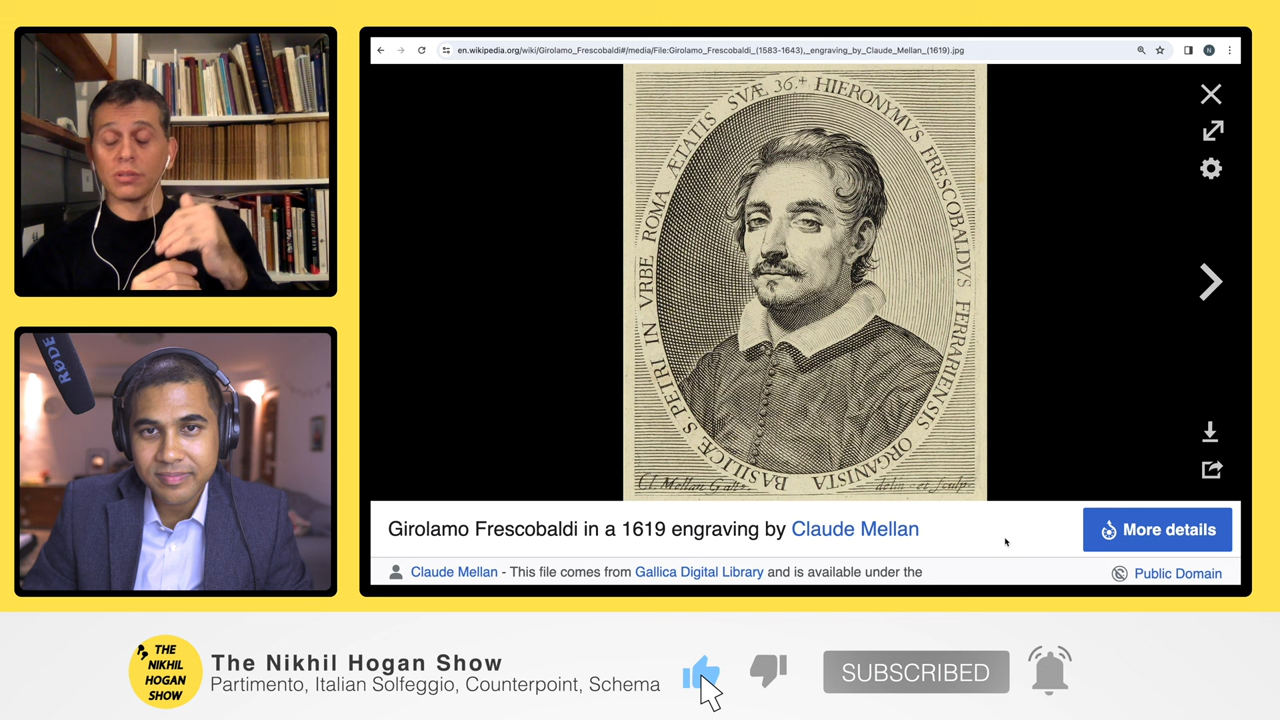 en.wikipedia.org/wiki/Girolamo_Frescobaldi#/media/File:Girolamo_Frescobaldi_(1583-1643),_engraving_by_Claude_Mellan_(1619).jpg
N
RØDE
HIERONYMVS FRESCOBALDVS FERRARIENSIS ORGANISTA BASILICÆ S PETRI IN VRBE ROMA ÆTATIS SVÆ. 36.+
Cl. Mellan Gall. delin. et sculp.
Girolamo Frescobaldi in a 1619 engraving by Claude Mellan
More details
Claude Mellan - This file comes from Gallica Digital Library and is available under the
Public Domain
THE
NIKHIL
HOGAN
SHOW
The Nikhil Hogan Show
Partimento, Italian Solfeggio, Counterpoint, Schema
SUBSCRIBED